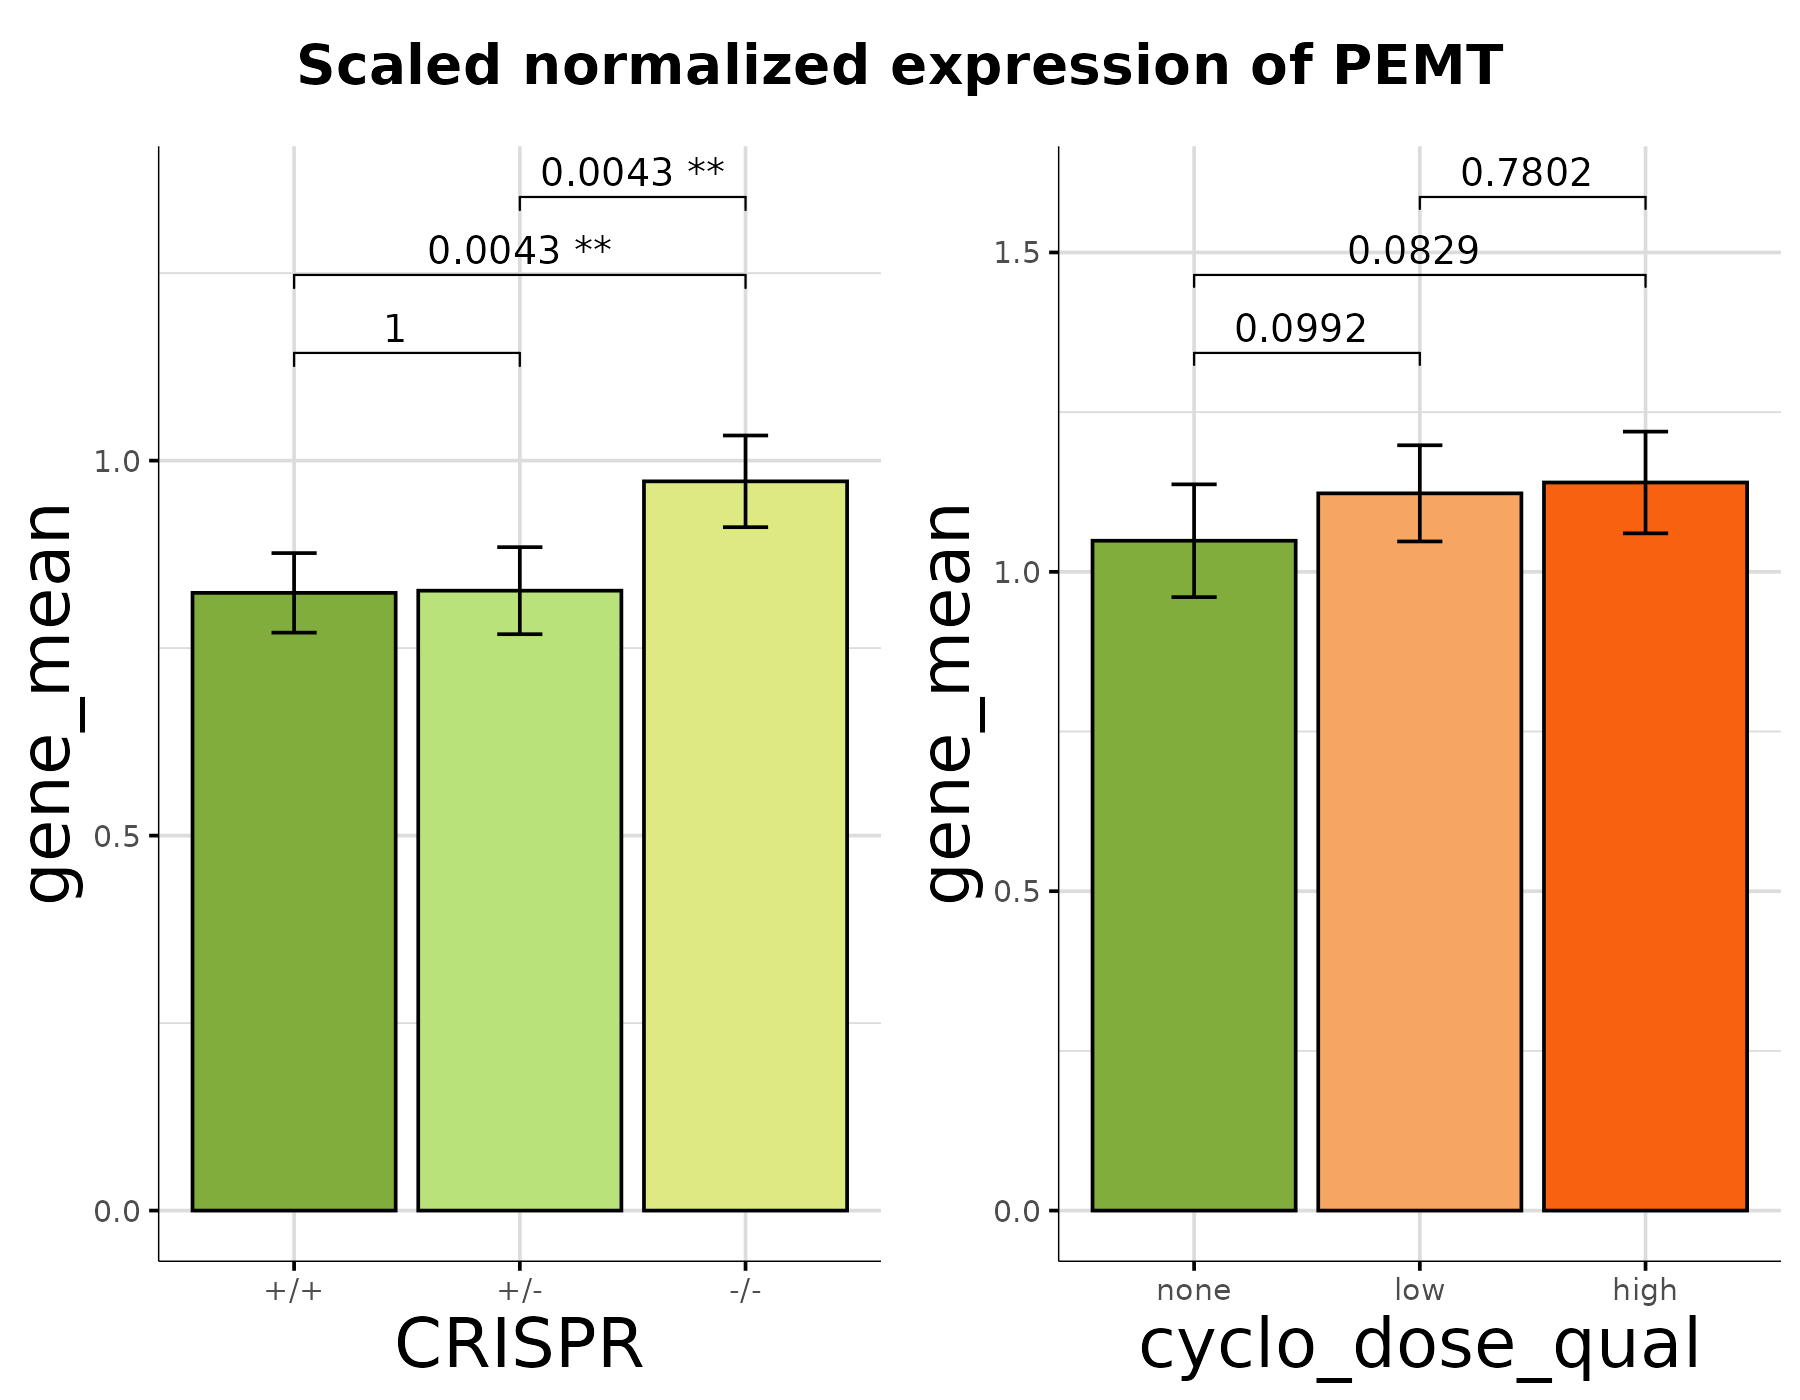 Scaled normalized expression of PEMT
0.0043 **
0.0043 **
1
1.0
0.5
0.0
gene_mean
+/+
+/-
-/-
CRISPR
0.7802
0.0829
0.0992
1.5
1.0
0.5
0.0
gene_mean
none
low
high
cyclo_dose_qual